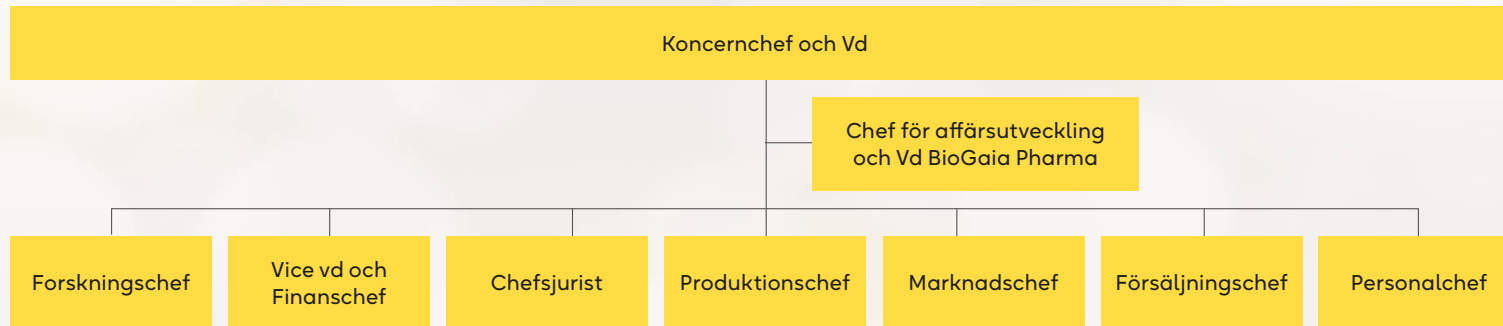 Koncernchef och Vd
Chef för affärsutveckling
och Vd BioGaia Pharma
Forskningschef
Vice vd och
Finanschef
Chefsjurist
Produktionschef
Marknadschef
Försäljningschef
Personalchef